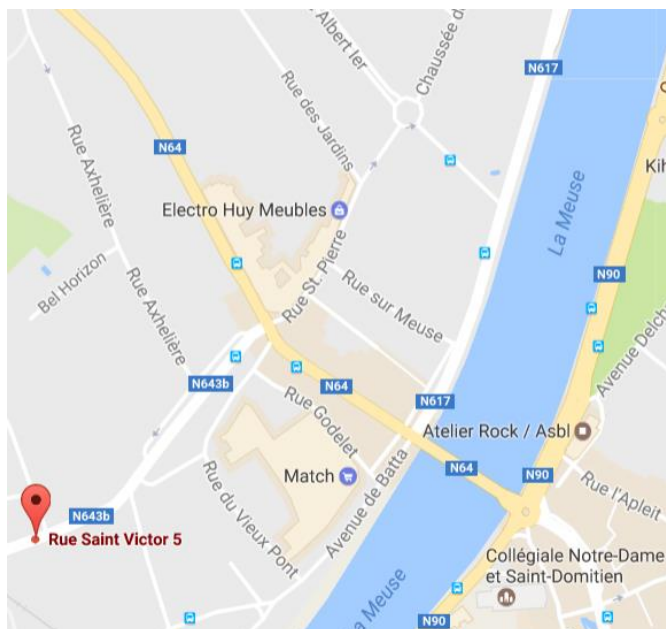 Albert Ier
Chaussée d
N617
Rue des Jardins
N64
Rue Axhelière
La Meuse
Kih
Electro Huy Meubles
Rue St. Pierre
Bel Horizon
Rue Axhelière
Rue sur Meuse
N90
Avenue Delch
N643b
N64
N617
Rue Godelet
Atelier Rock / Asbl
Match
N64
N90
Avenue de Batta
Rue l'Apleit
Rue du Vieux Pont
N643b
Rue Saint Victor 5
Collégiale Notre-Dame
et Saint-Domitien
La Meuse
N90